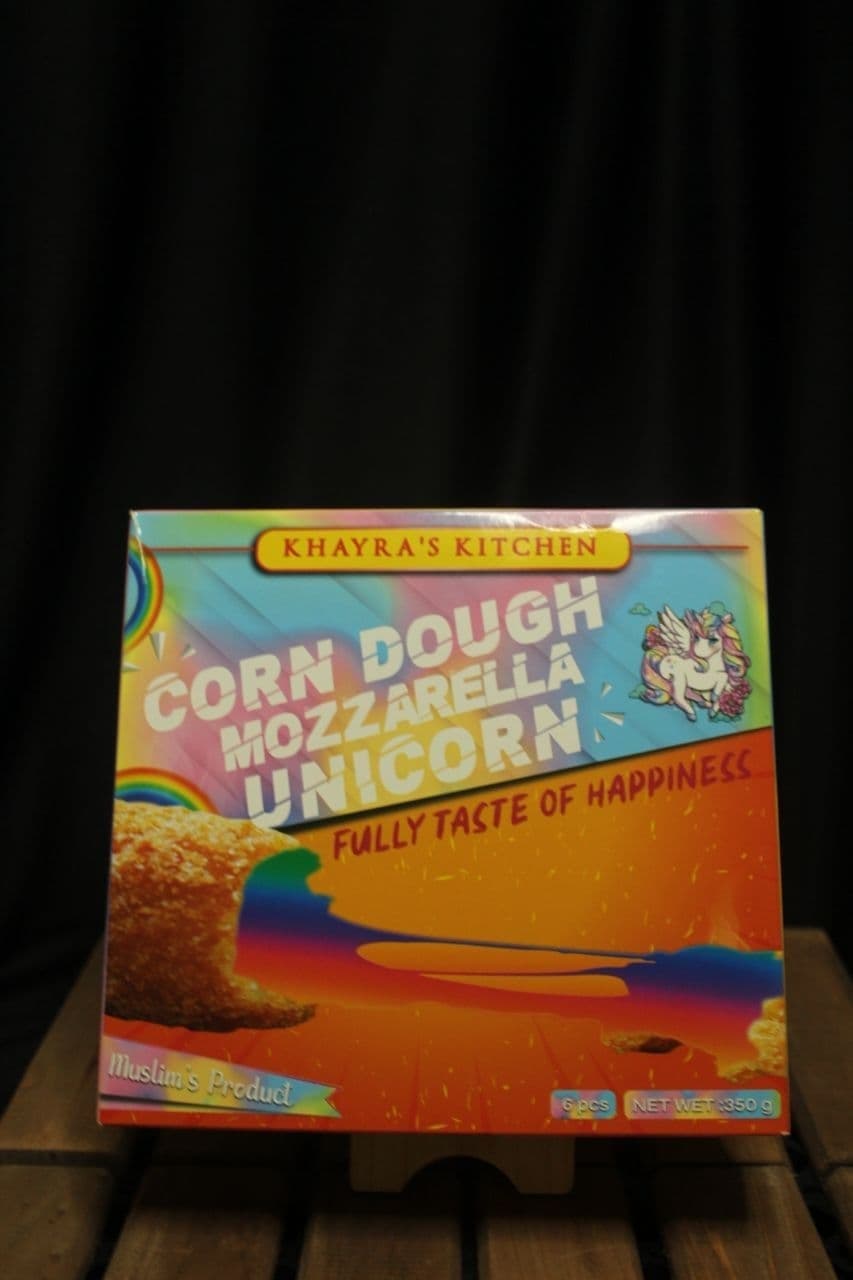 KHAYRA'S KITCHEN
CORN DOUGH
MOZZARELLA
UNICORN
FULLY TASTE OF HAPPINESS
Muslim's Product
6 pcs
NET WET :350 g